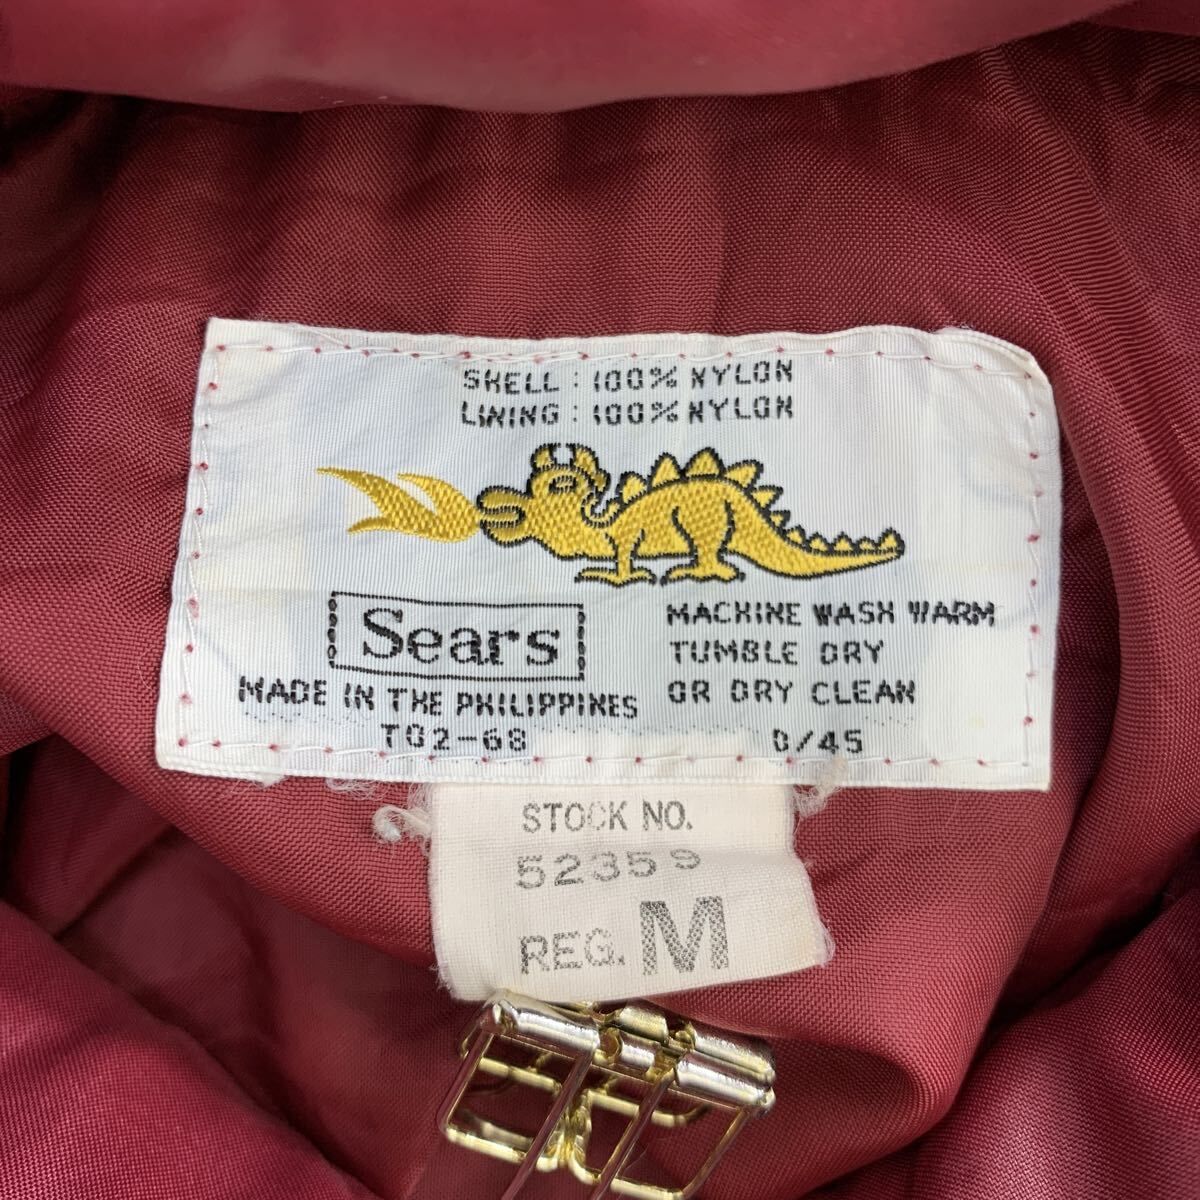 SHELL : 100% NYLON
LINING : 100% NYLON
Sears
MADE IN THE PHILIPPINES
T02-68
MACHINE WASH WARM
TUMBLE DRY
OR DRY CLEAN
D/45
STOCK NO.
52359
REG. M